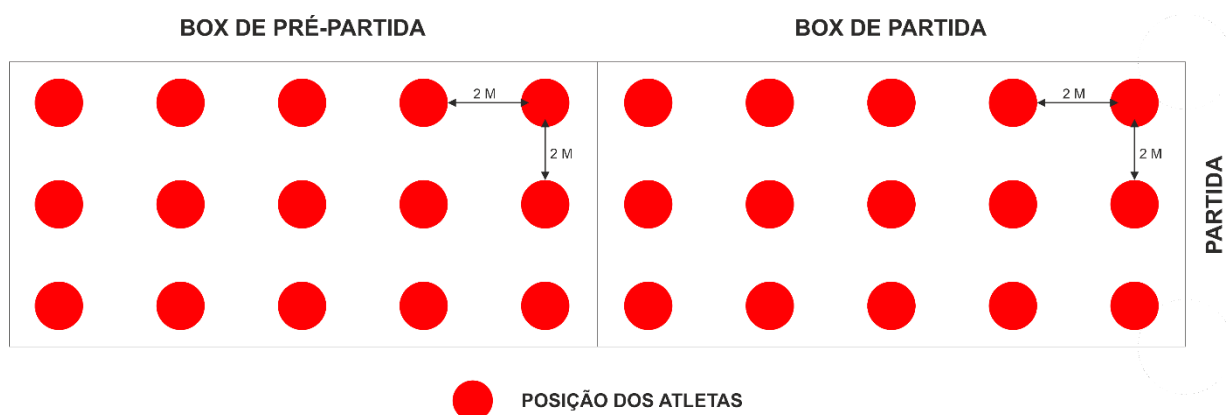 BOX DE PRÉ-PARTIDA
BOX DE PARTIDA
2 M
2 M
2 M
2 M
PARTIDA
POSIÇÃO DOS ATLETAS